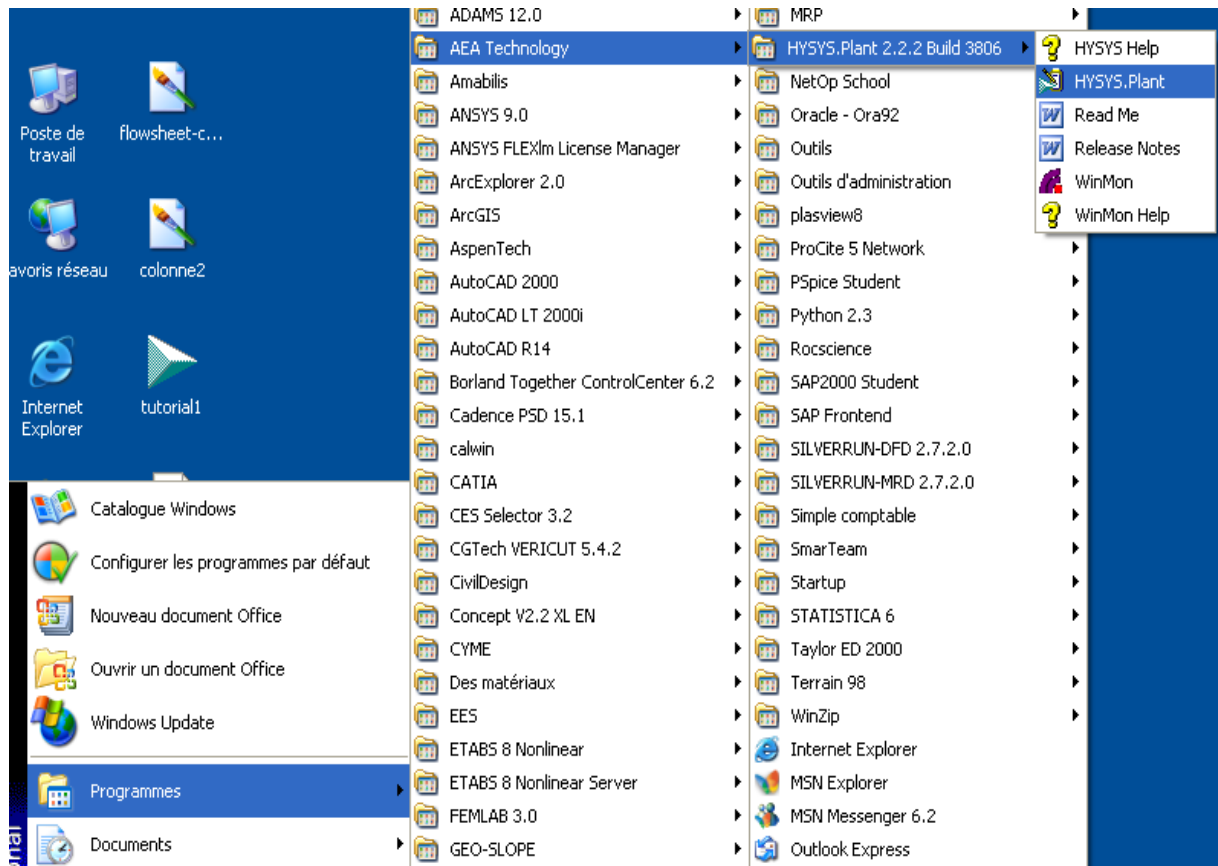 Poste de
travail
flowsheet-c...
avoris réseau
colonne2
Internet
Explorer
tutorial1
Catalogue Windows
Configurer les programmes par défaut
Nouveau document Office
Ouvrir un document Office
Windows Update
Programmes
Documents
onal
ADAMS 12.0
AEA Technology
Amabilis
ANSYS 9.0
ANSYS FLEXlm License Manager
ArcExplorer 2.0
ArcGIS
AspenTech
AutoCAD 2000
AutoCAD LT 2000i
AutoCAD R14
Borland Together ControlCenter 6.2
Cadence PSD 15.1
calwin
CATIA
CES Selector 3.2
CGTech VERICUT 5.4.2
CivilDesign
Concept V2.2 XL EN
CYME
Des matériaux
EES
ETABS 8 Nonlinear
ETABS 8 Nonlinear Server
FEMLAB 3.0
GEO-SLOPE
MRP
HYSYS.Plant 2.2.2 Build 3806
NetOp School
Oracle - Ora92
Outils
Outils d'administration
plasview8
ProCite 5 Network
PSpice Student
Python 2.3
Rocscience
SAP2000 Student
SAP Frontend
SILVERRUN-DFD 2.7.2.0
SILVERRUN-MRD 2.7.2.0
Simple comptable
SmarTeam
Startup
STATISTICA 6
Taylor ED 2000
Terrain 98
WinZip
Internet Explorer
MSN Explorer
MSN Messenger 6.2
Outlook Express
HYSYS Help
HYSYS.Plant
Read Me
Release Notes
WinMon
WinMon Help